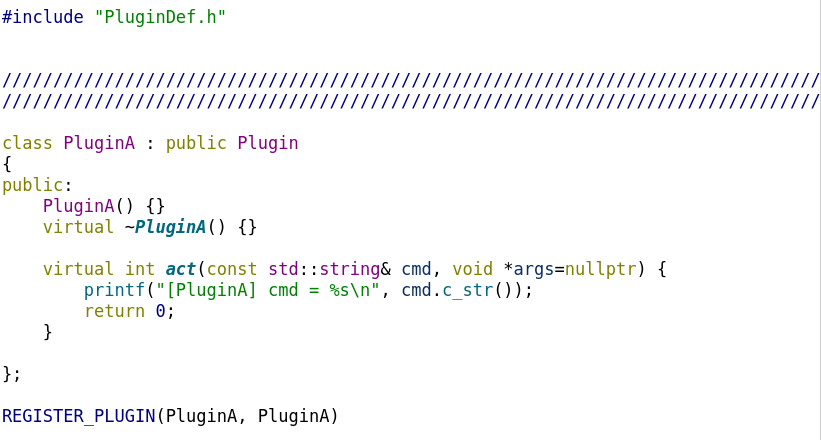 #include "PluginDef.h"
////////////////////////////////////////////////////////////////////////////////
////////////////////////////////////////////////////////////////////////////////
class PluginA : public Plugin
{
public:
    PluginA() {}
    virtual ~PluginA() {}
    virtual int act(const std::string& cmd, void *args=nullptr) {
        printf("[PluginA] cmd = %s\n", cmd.c_str());
        return 0;
    }
};
REGISTER_PLUGIN(PluginA, PluginA)